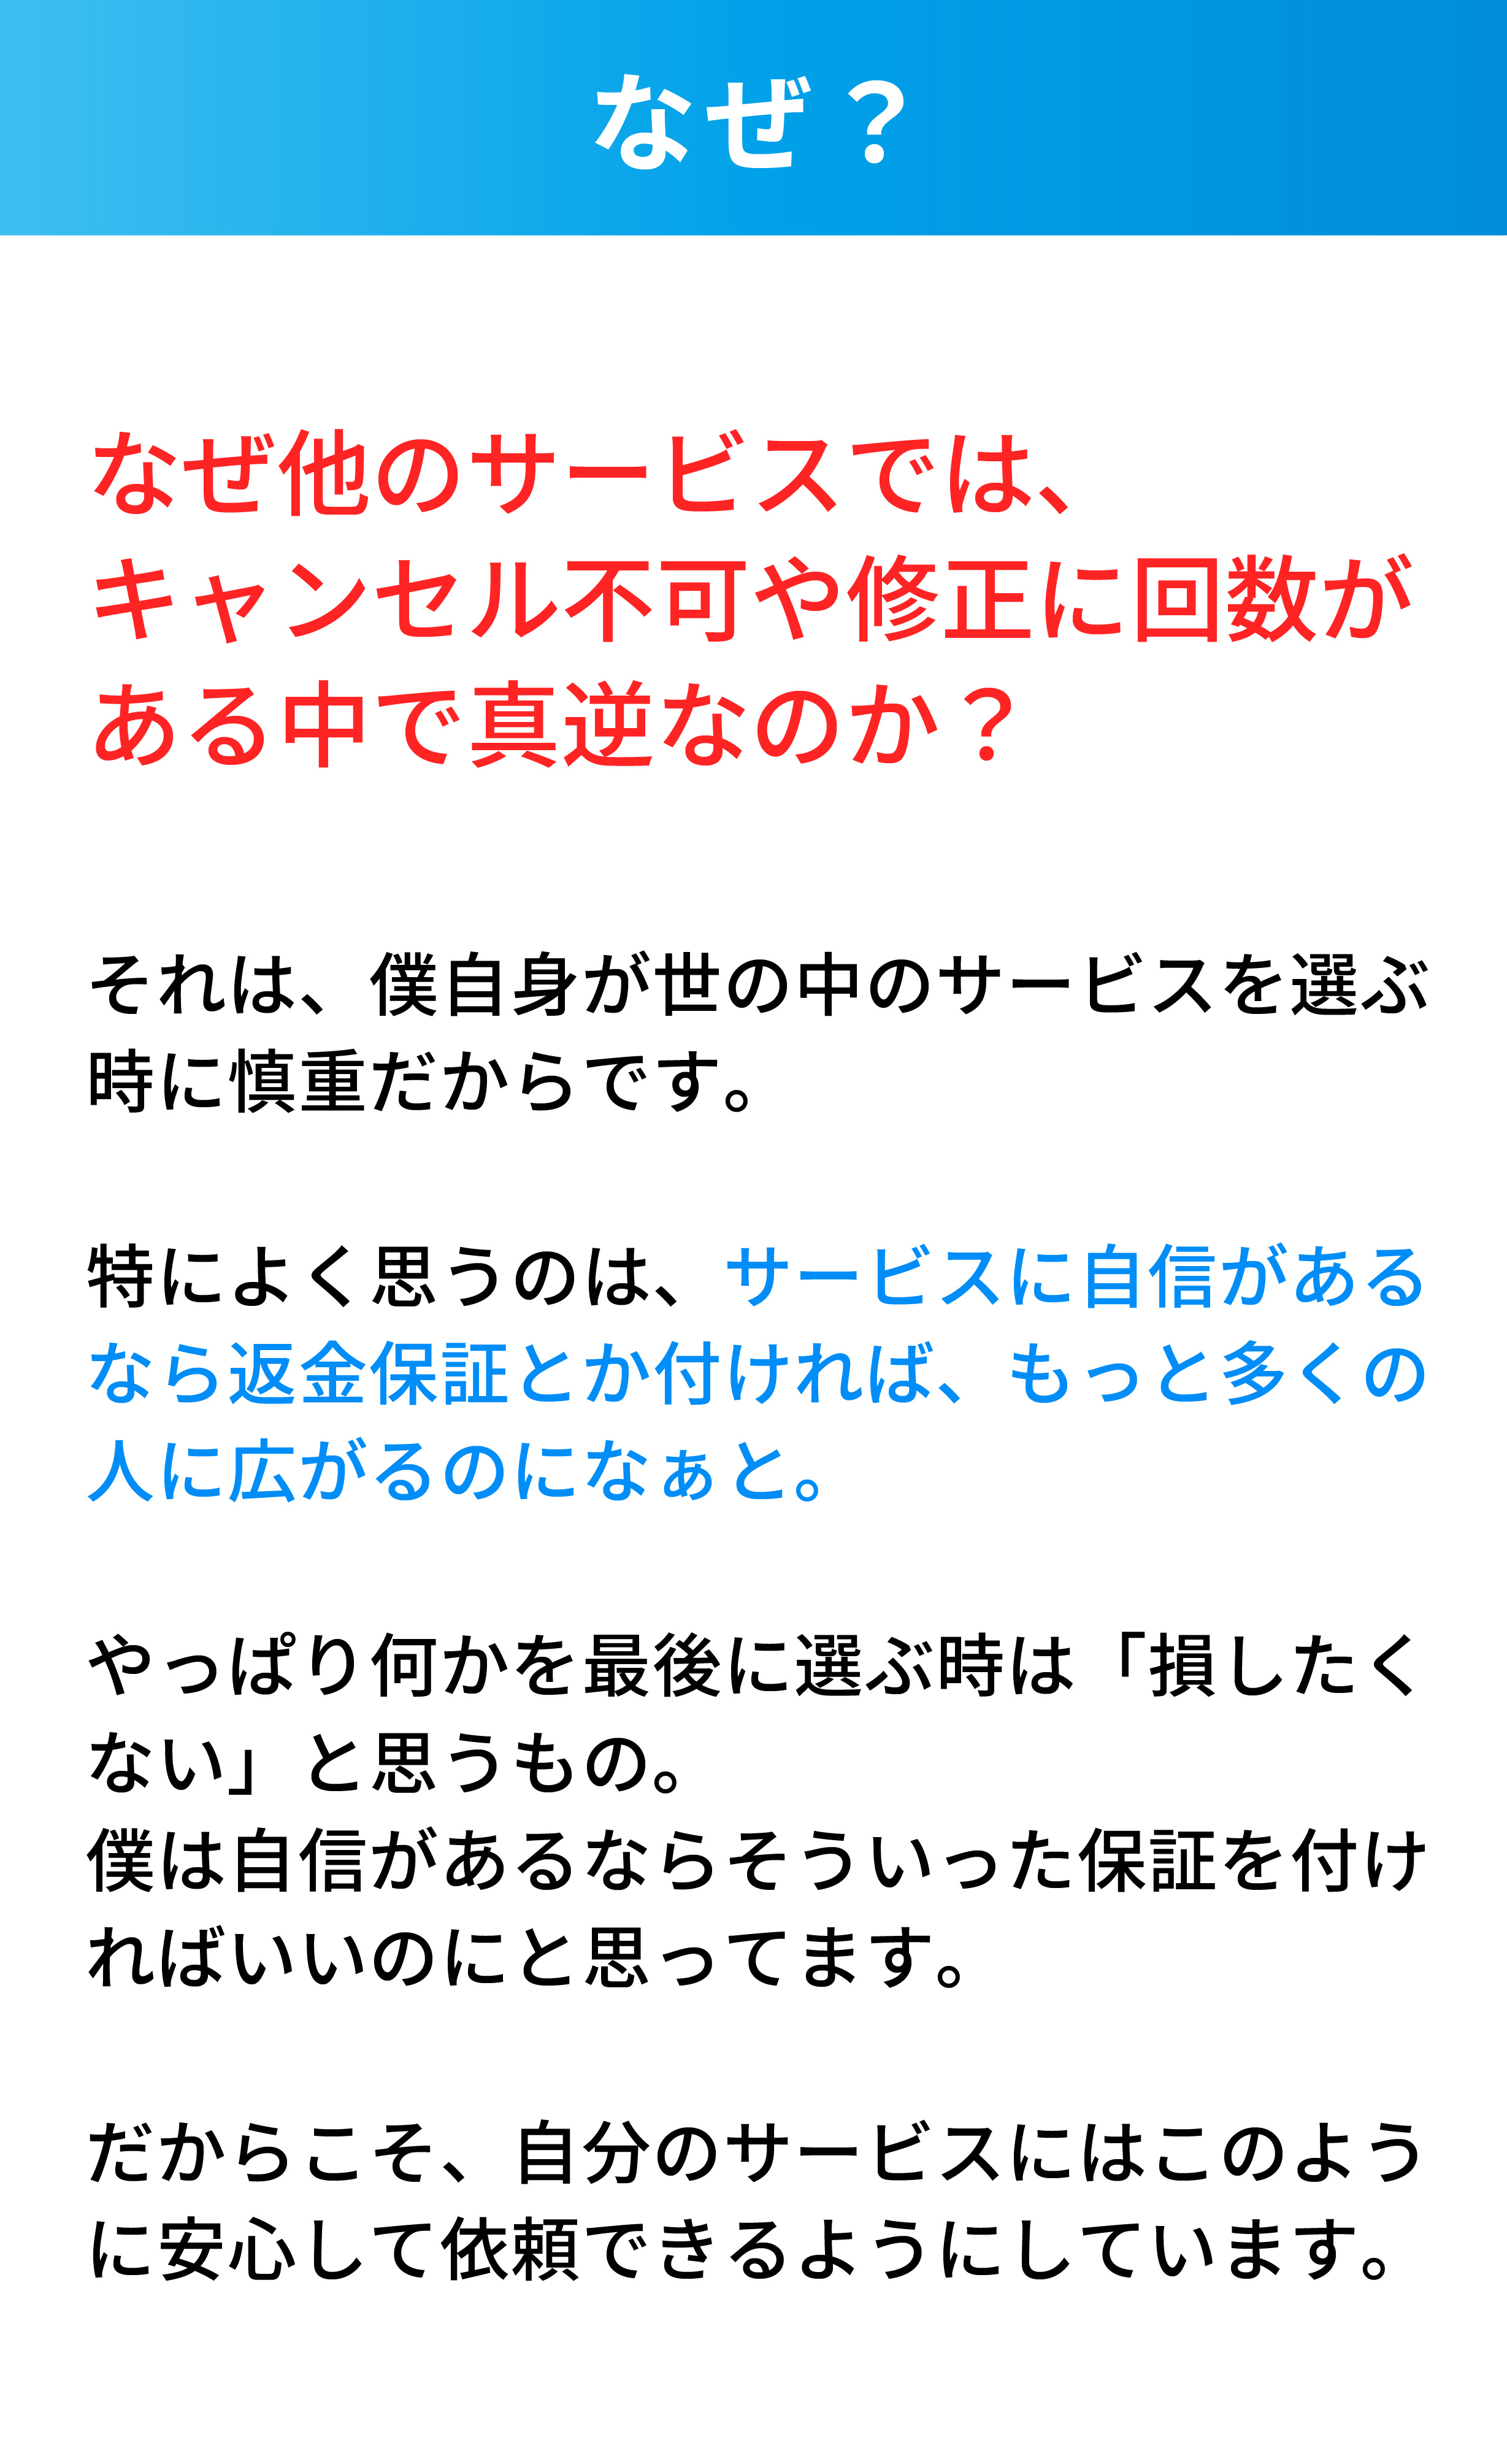 なぜ？
なぜ他のサービスでは、
キャンセル不可や修正に回数が
ある中で真逆なのか？
それは、僕自身が世の中のサービスを選ぶ
時に慎重だからです。
特によく思うのは、サービスに自信がある
なら返金保証とか付ければ、もっと多くの
人に広がるのになぁと。
やっぱり何かを最後に選ぶ時は「損したく
ない」と思うもの。
僕は自信があるならそういった保証を付け
ればいいのにと思ってます。
だからこそ、自分のサービスにはこのよう
に安心して依頼できるようにしています。